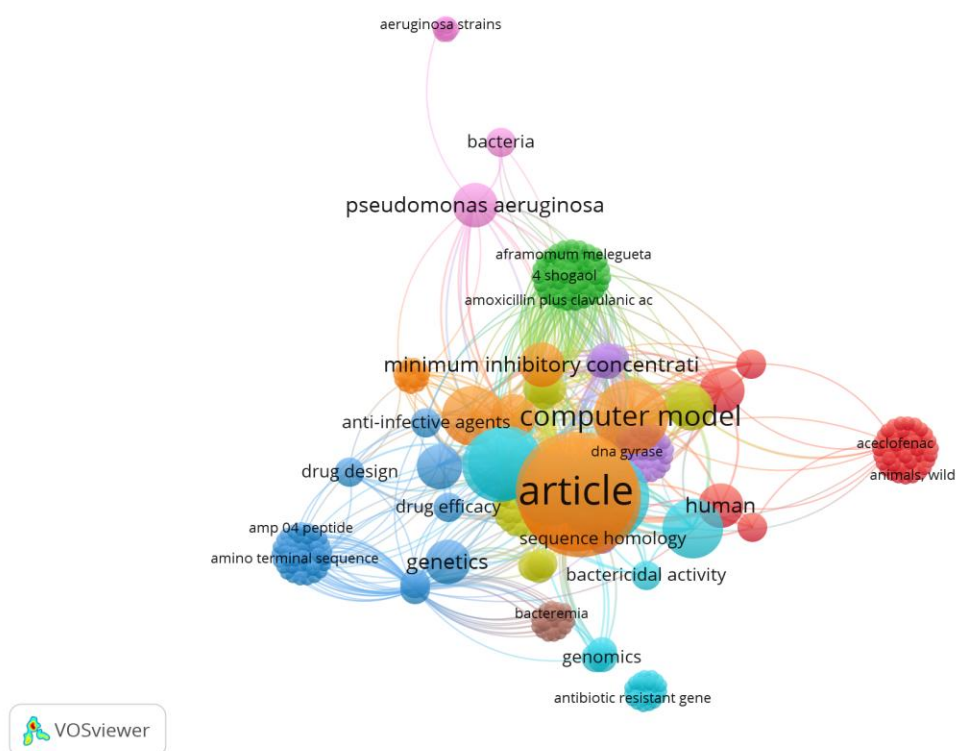 aeruginosa strains
bacteria
pseudomonas aeruginosa
aframomum melegueta
4 shogaol
amoxicillin plus clavulanic ac
minimum inhibitory concentrati
computer model
anti-infective agents
aceclofenac
dna gyrase
drug design
animals, wild
article
drug efficacy
human
amp 04 peptide
sequence homology
amino terminal sequence
genetics
bactericidal activity
bacteremia
genomics
antibiotic resistant gene
VOSviewer